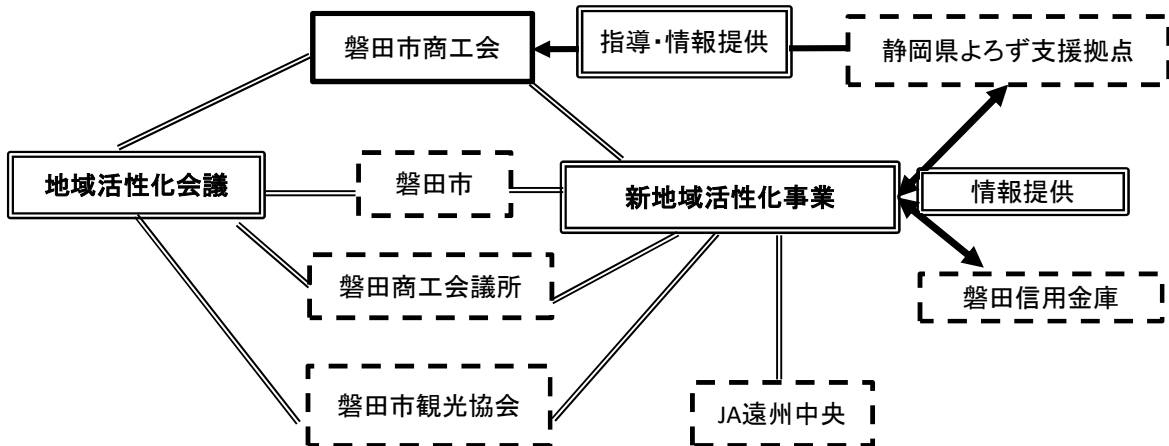 磐田市商工会
指導・情報提供
静岡県よろず支援拠点
地域活性化会議
磐田市
新地域活性化事業
情報提供
磐田商工会議所
磐田信用金庫
磐田市観光協会
JA遠州中央